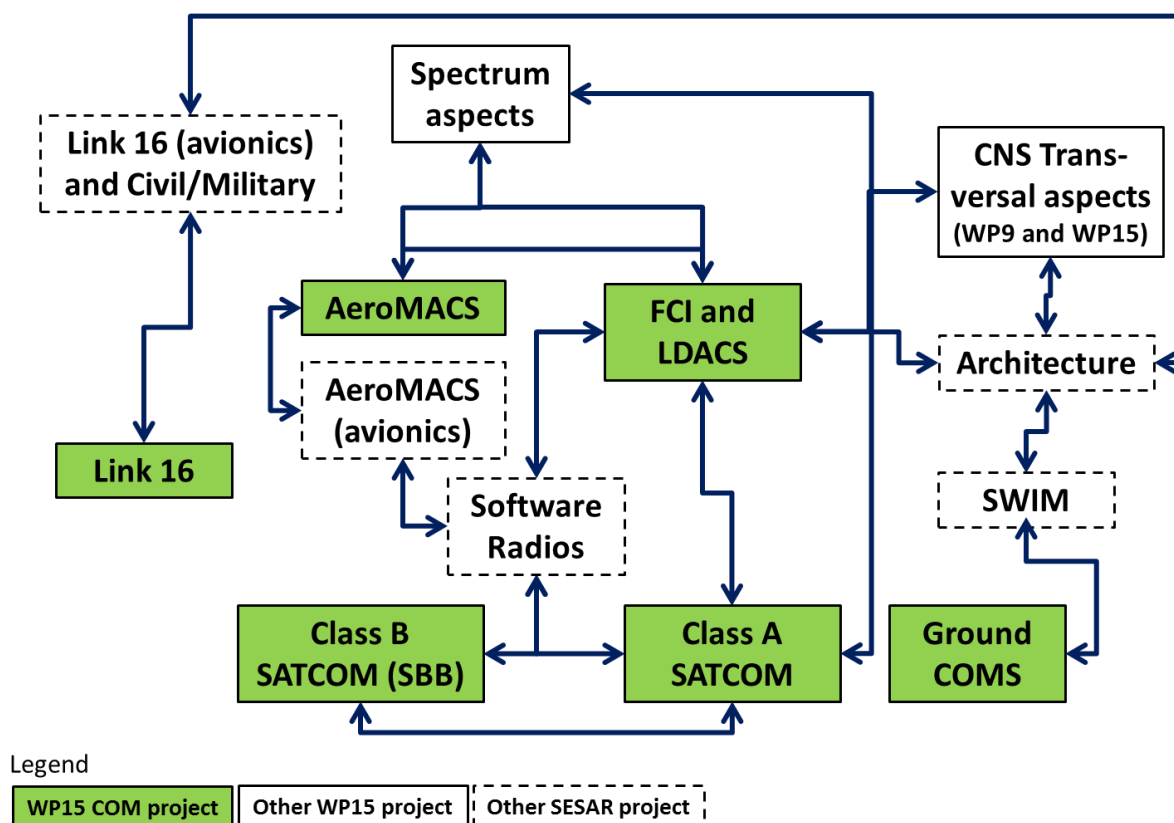 Spectrum
aspects
Link 16 (avionics)
and Civil/Military
CNS Trans-
versal aspects
(WP9 and WP15)
AeroMACS
FCI and
LDACS
Architecture
AeroMACS
(avionics)
Link 16
Software
Radios
SWIM
Class B
SATCOM (SBB)
Class A
SATCOM
Ground
COMS
Legend
WP15 COM project
Other WP15 project
Other SESAR project